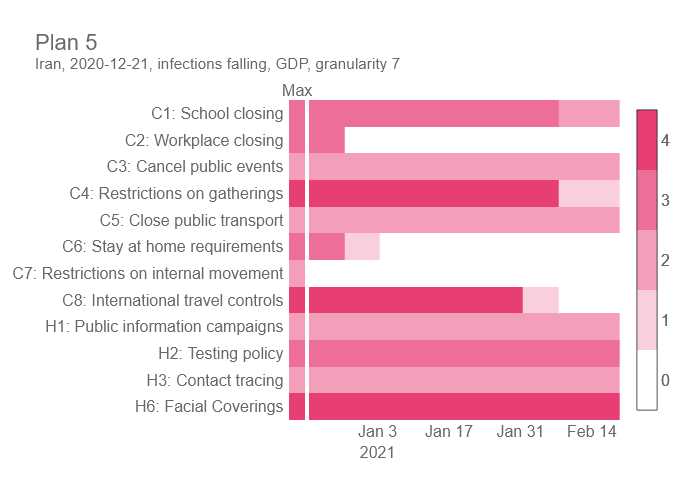 Plan 5
Iran, 2020-12-21, infections falling, GDP, granularity 7
Max
C1: School closing
C2: Workplace closing
C3: Cancel public events
C4: Restrictions on gatherings
C5: Close public transport
C6: Stay at home requirements
C7: Restrictions on internal movement
C8: International travel controls
H1: Public information campaigns
H2: Testing policy
H3: Contact tracing
H6: Facial Coverings
Jan 3
2021
Jan 17
Jan 31
Feb 14
4
3
2
1
0